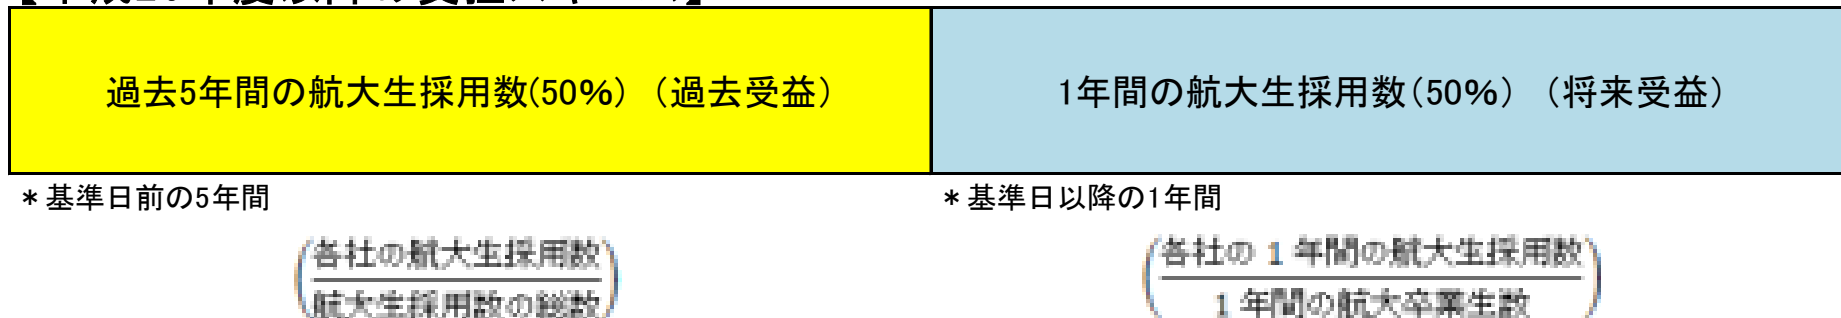 過去5年間の航大生採用数(50%)（過去受益）
1年間の航大生採用数（50％）（将来受益）
＊基準日前の5年間
＊基準日以降の1年間
各社の航大生採用数
航大生採用数の総数
各社の 1 年間の航大生採用数
1 年間の航大卒業生数